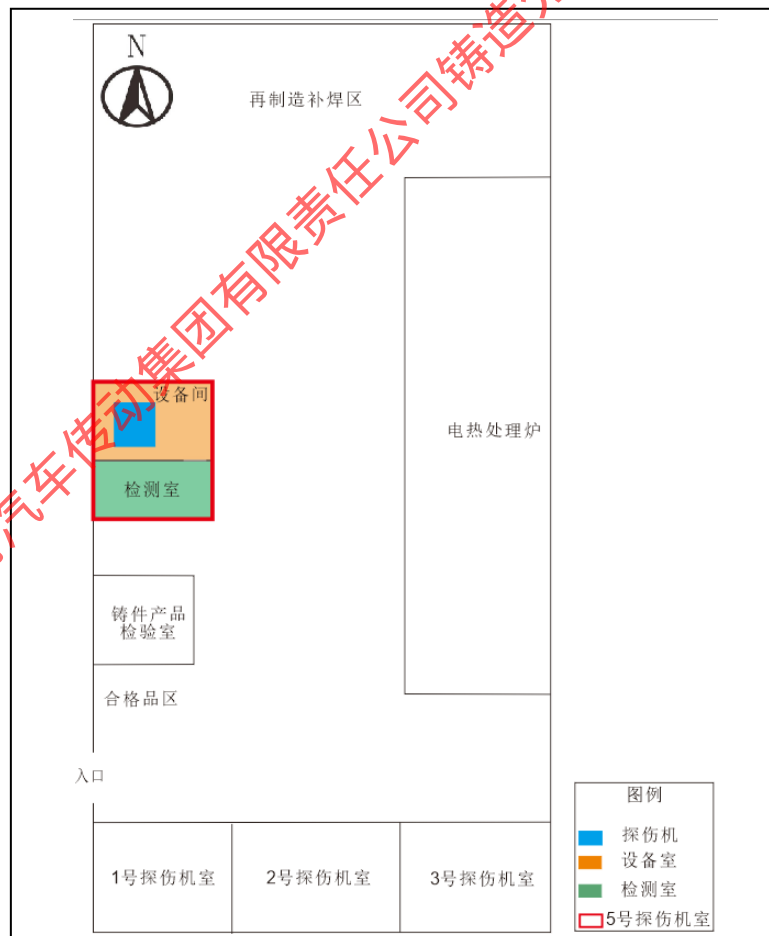 N
再制造补焊区
汽车传动集团有限责任公司铸造
设备间
电热处理炉
检测室
铸件产品
检验室
合格品区
入口
图例
探伤机
设备室
检测室
5号探伤机室
1号探伤机室
2号探伤机室
3号探伤机室